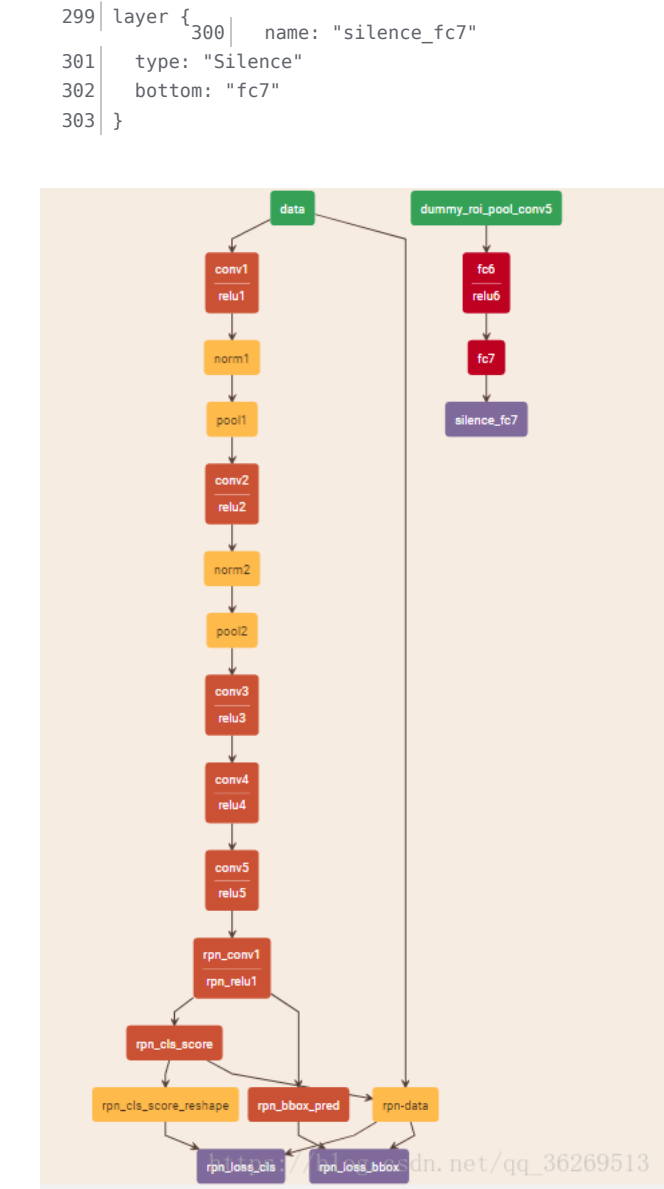 299 layer {
300 name: "silence_fc7"
301 type: "Silence"
302 bottom: "fc7"
303 }
data
dummy_roi_pool_conv5
conv1
relu1
fc6
relu6
norm1
fc7
pool1
silence_fc7
conv2
relu2
norm2
pool2
conv3
relu3
conv4
relu4
conv5
relu5
rpn_conv1
rpn_relu1
rpn_cls_score
rpn_cls_score_reshape
rpn_bbox_pred
rpn-data
rpn_loss_cls
rpn_loss_bbox
https://blog.csdn.net/qq_36269513